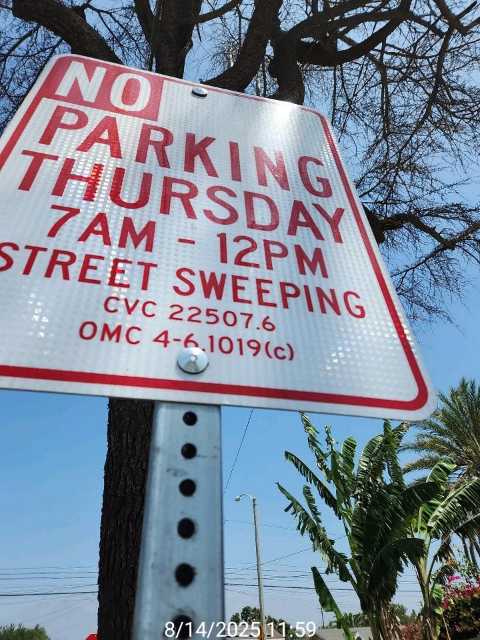 NO
PARKING
THURSDAY
7AM - 12PM
STREET SWEEPING
CVC 22507.6
OMC 4-6.1019(c)
8/14/2025 11:59